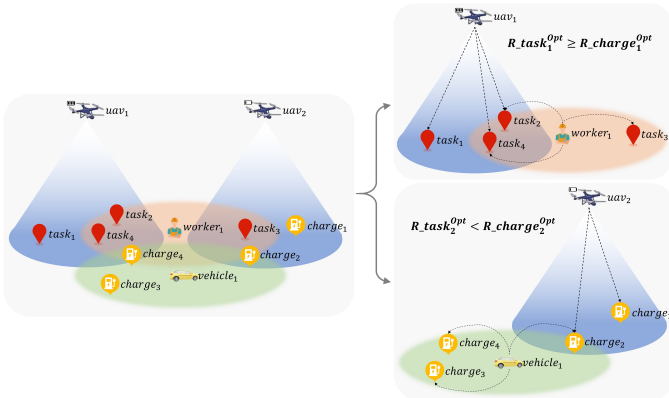 uav₁
uav₂
task₁
task₂
task₄
worker₁
task₃
charge₁
charge₄
charge₂
charge₃
vehicle₁
uav₁
R_task₁ᴼᵖᵗ ≥ R_charge₁ᴼᵖᵗ
task₁
task₂
task₄
worker₁
task₃
uav₂
R_task₂ᴼᵖᵗ < R_charge₂ᴼᵖᵗ
charge
charge₄
charge₂
charge₃
vehicle₁